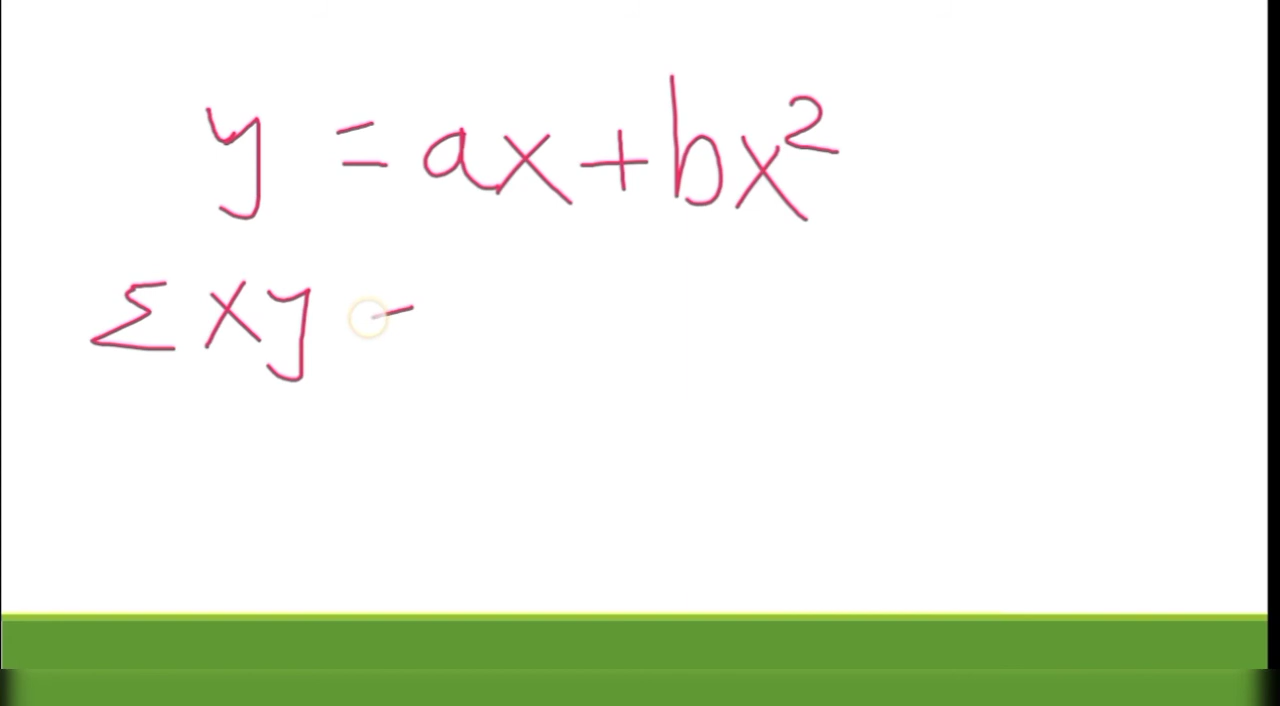 y = ax+bx²
Σxy -